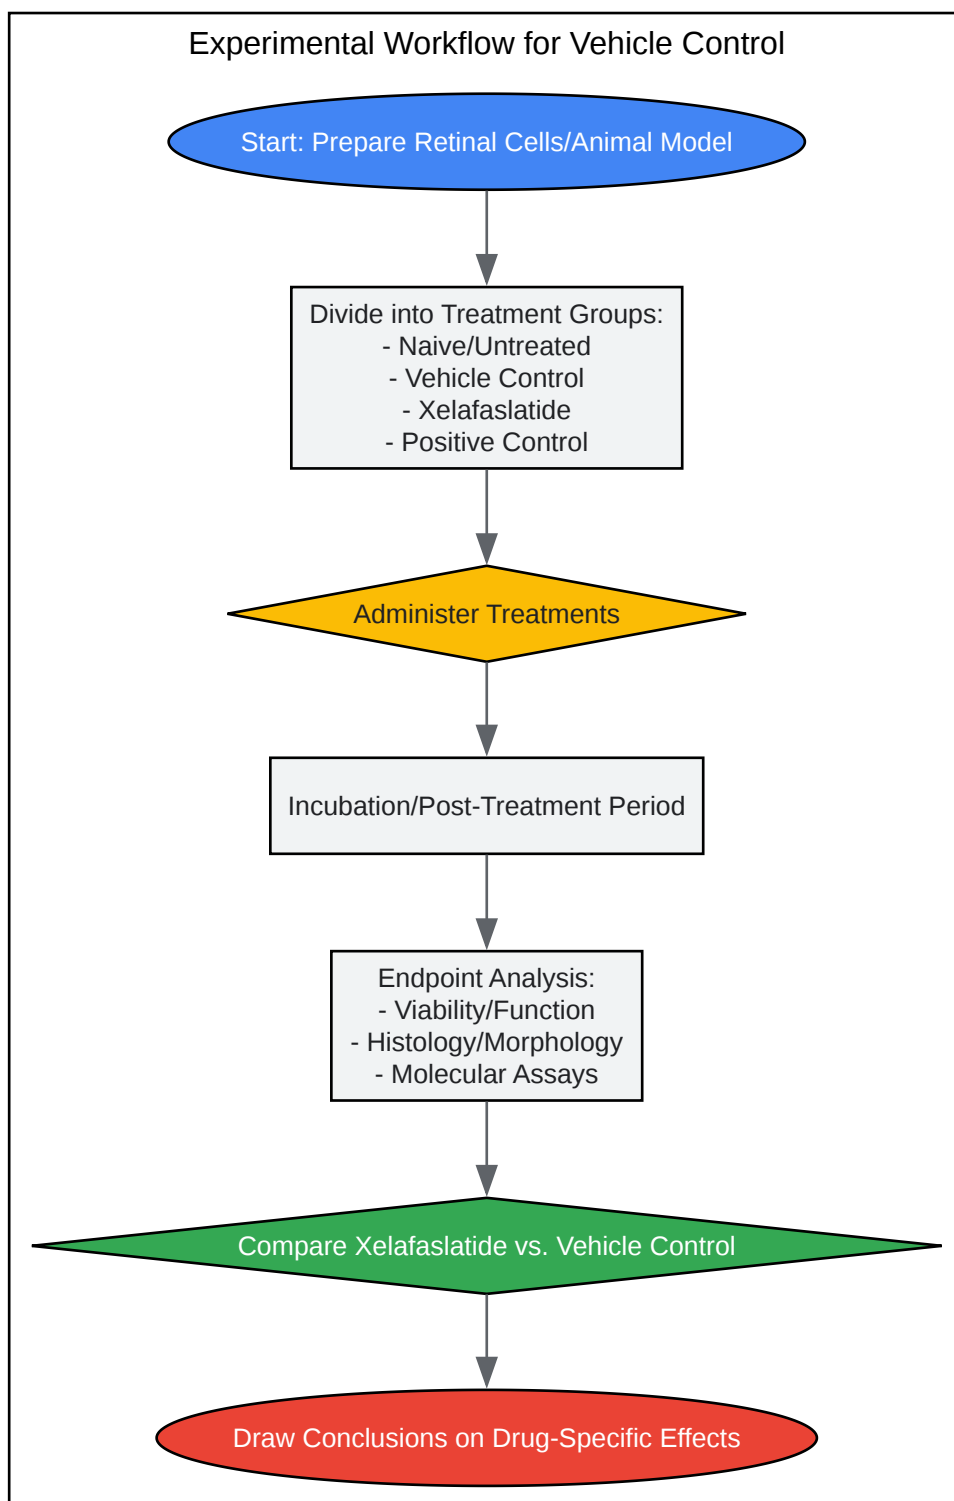 Experimental Workflow for Vehicle Control
Start: Prepare Retinal Cells/Animal Model
Divide into Treatment Groups:
- Naive/Untreated
- Vehicle Control
- Xelafaslatide
- Positive Control
Administer Treatments
Incubation/Post-Treatment Period
Endpoint Analysis:
- Viability/Function
- Histology/Morphology
- Molecular Assays
Compare Xelafaslatide vs. Vehicle Control
Draw Conclusions on Drug-Specific Effects